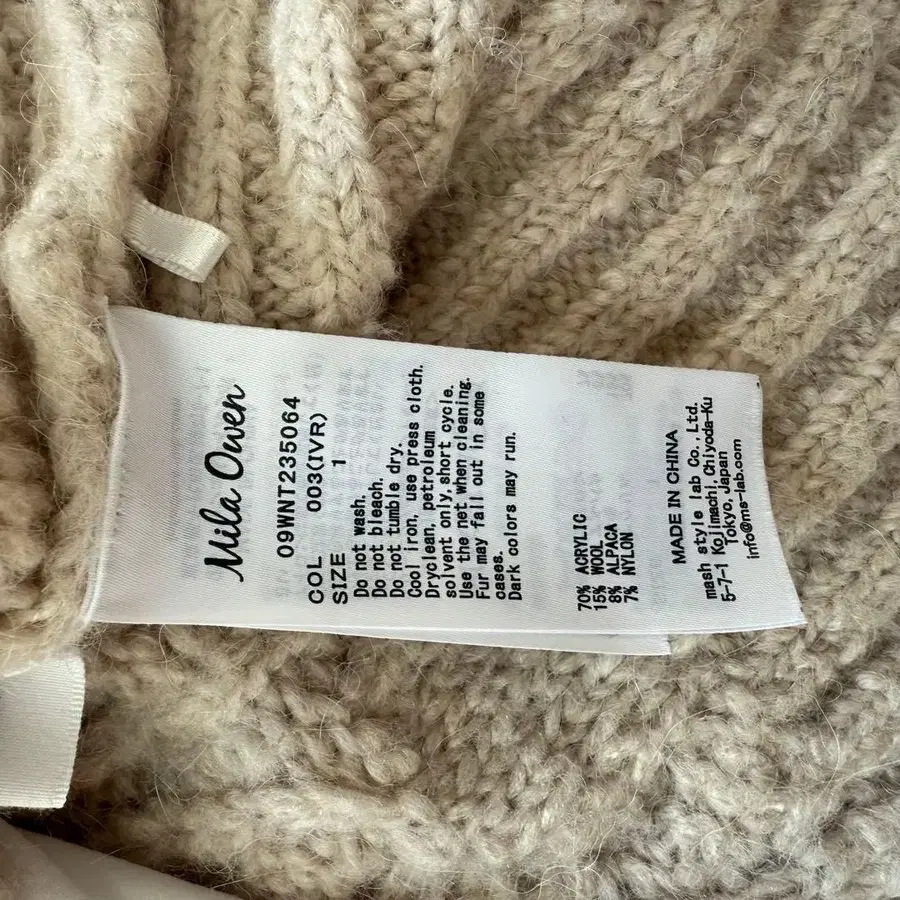 Mila Owen
09WNT235064
COL 003(IVR)
SIZE 1
Do not wash.
Do not bleach.
Do not tumble dry.
Cool iron, use press cloth.
Dryclean, petroleum
solvent only, short cycle.
Use the net when cleaning.
Fur may fall out in some
cases.
Dark colors may run.
70% ACRYLIC
15% WOOL
8% ALPACA
7% NYLON
MADE IN CHINA
mash style lab Co., Ltd.
5-7-1 Kojimachi, Chiyoda-Ku
Tokyo, Japan
info@ms-lab.com